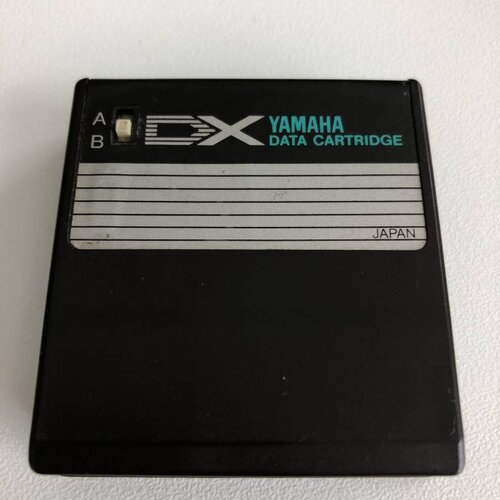 A
B
DX YAMAHA
DATA CARTRIDGE
JAPAN